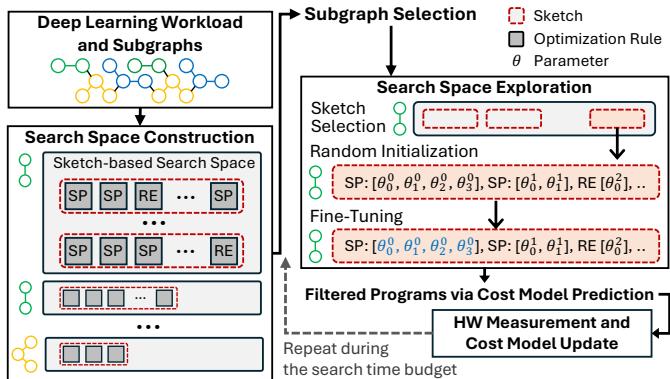 Deep Learning Workload
and Subgraphs
Subgraph Selection
Sketch
Optimization Rule
θ Parameter
Search Space Construction
Sketch-based Search Space
SP SP RE ... SP
...
SP SP SP ... RE
...
...
Search Space Exploration
Sketch
Selection
Random Initialization
SP: [θ₀⁰, θ₁⁰, θ₂⁰, θ₃⁰], SP: [θ₀¹, θ₁¹], RE [θ₀²], ..
Fine-Tuning
SP: [θ₀⁰, θ₁⁰, θ₂⁰, θ₃⁰], SP: [θ₀¹, θ₁¹], RE [θ₀²], ..
Filtered Programs via Cost Model Prediction
HW Measurement and
Cost Model Update
Repeat during
the search time budget